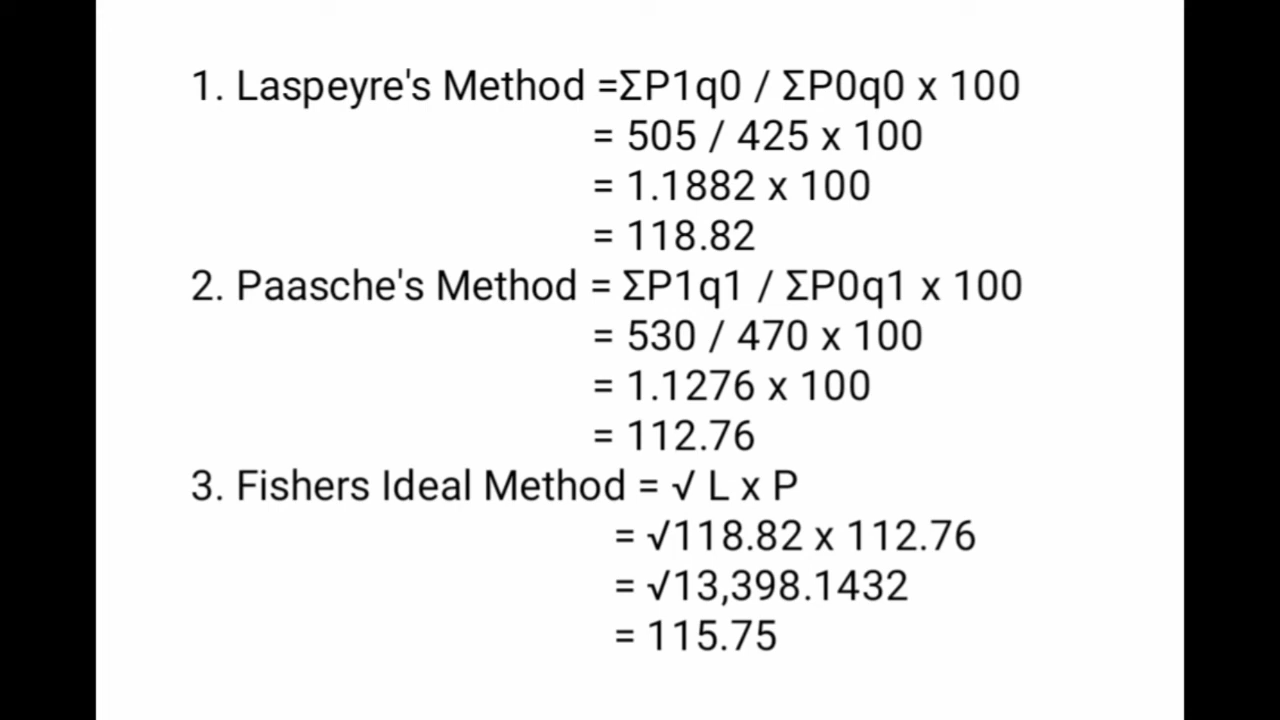 1. Laspeyre's Method =ΣP1q0 / ΣP0q0 x 100
= 505 / 425 x 100
= 1.1882 x 100
= 118.82
2. Paasche's Method = ΣP1q1 / ΣP0q1 x 100
= 530 / 470 x 100
= 1.1276 x 100
= 112.76
3. Fishers Ideal Method = √ L x P
= √118.82 x 112.76
= √13,398.1432
= 115.75